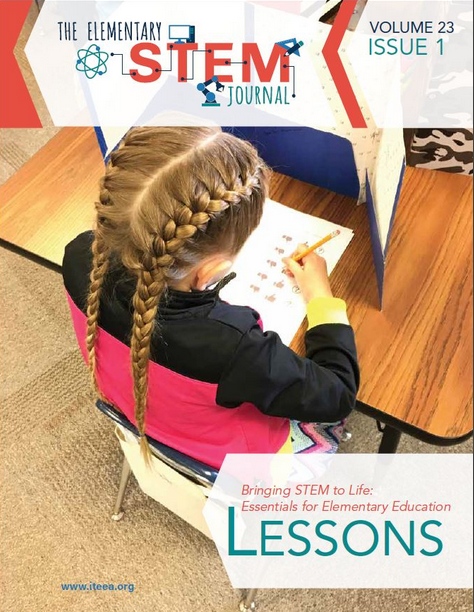 THE ELEMENTARY
STEM
JOURNAL
VOLUME 23
ISSUE 1
Bringing STEM to Life:
Essentials for Elementary Education
LESSONS
www.iteea.org